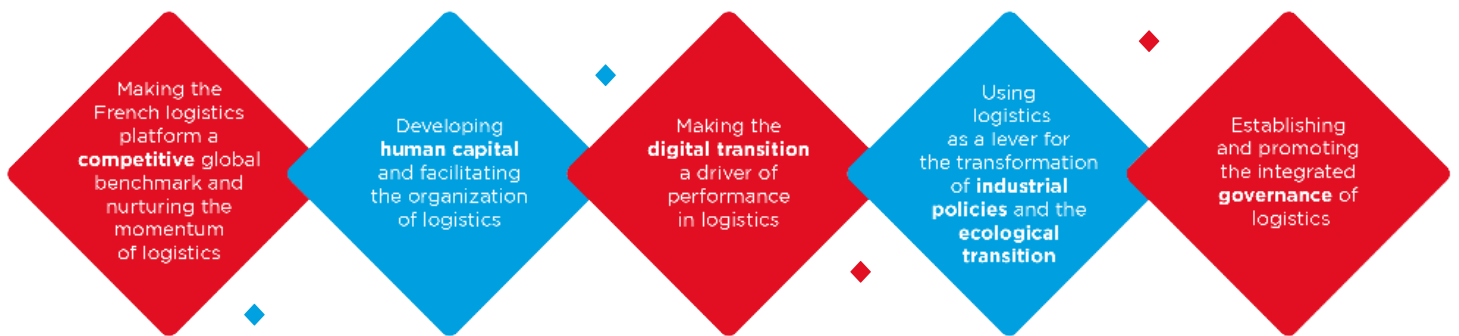 Making the
French logistics
platform a
competitive global
benchmark and
nurturing the
momentum
of logistics
Developing
human capital
and facilitating
the organization
of logistics
Making the
digital transition
a driver of
performance
in logistics
Using
logistics
as a lever for
the transformation
of industrial
policies and the
ecological
transition
Establishing
and promoting
the integrated
governance of
logistics